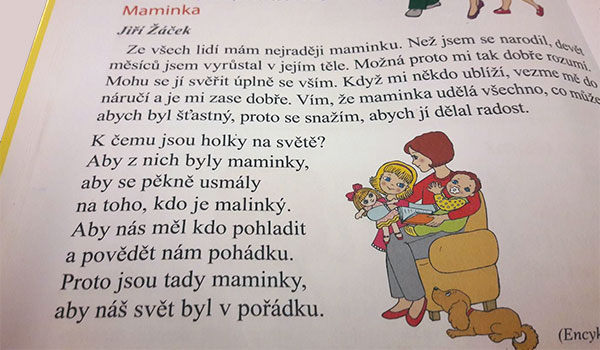 Maminka
Jiří Žáček
Ze všech lidí mám nejraději maminku. Než jsem se narodil, devět
měsíců jsem vyrůstal v jejím těle. Možná proto mi tak dobře rozumí.
Mohu se jí svěřit úplně se vším. Když mi někdo ublíží, vezme mě do
náručí a je mi zase dobře. Vím, že maminka udělá všechno, co může
abych byl šťastný, proto se snažím, abych jí dělal radost.
K čemu jsou holky na světě?
Aby z nich byly maminky,
aby se pěkně usmály
na toho, kdo je malinký.
Aby nás měl kdo pohladit
a povědět nám pohádku.
Proto jsou tady maminky,
aby náš svět byl v pořádku.
(Encyk